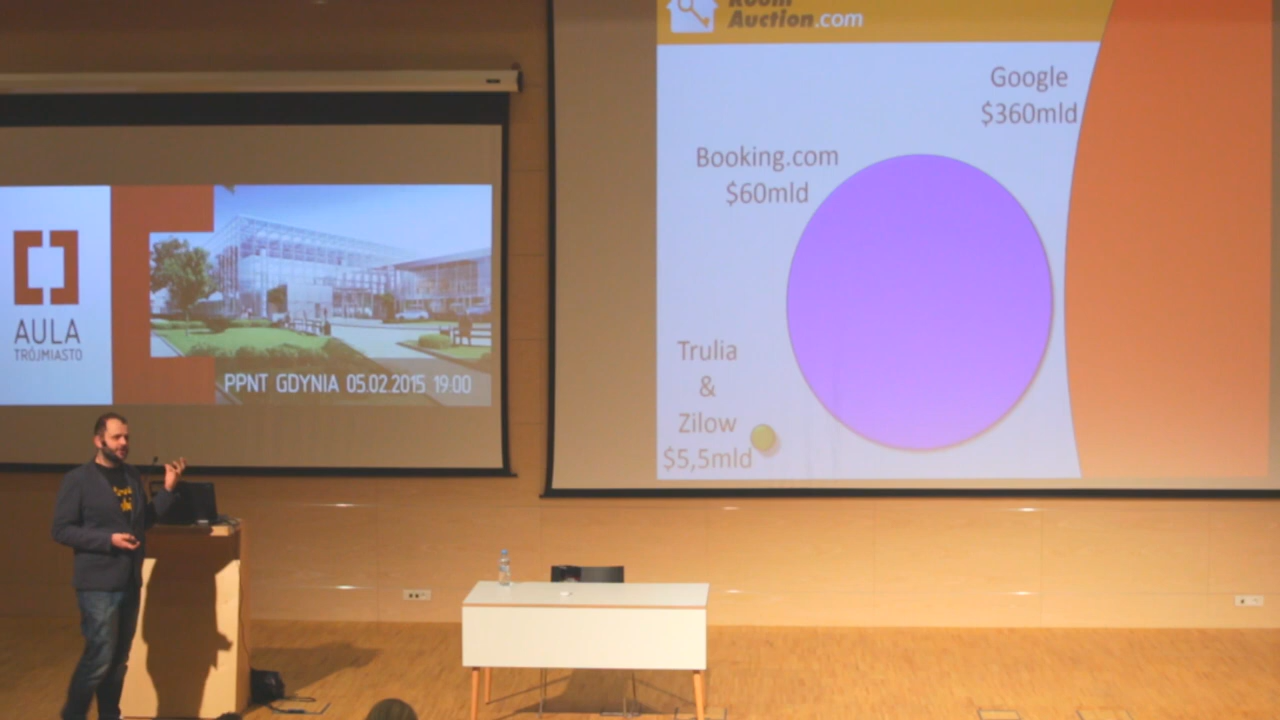 AULA
TRÓJMIASTO
PPNT GDYNIA 05.02.2015 19:00
Room
Auction.com
Google
$360mld
Booking.com
$60mld
Trulia
&
Zilow
$5,5mld